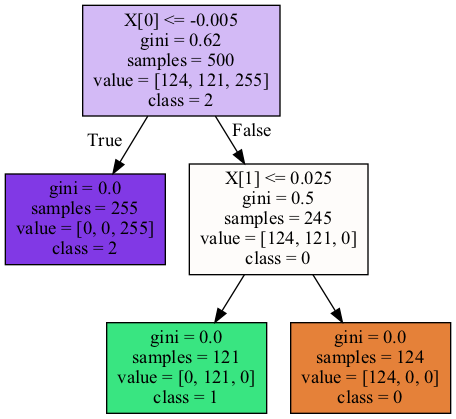 X[0] <= -0.005
gini = 0.62
samples = 500
value = [124, 121, 255]
class = 2
True
False
gini = 0.0
samples = 255
value = [0, 0, 255]
class = 2
X[1] <= 0.025
gini = 0.5
samples = 245
value = [124, 121, 0]
class = 0
gini = 0.0
samples = 121
value = [0, 121, 0]
class = 1
gini = 0.0
samples = 124
value = [124, 0, 0]
class = 0